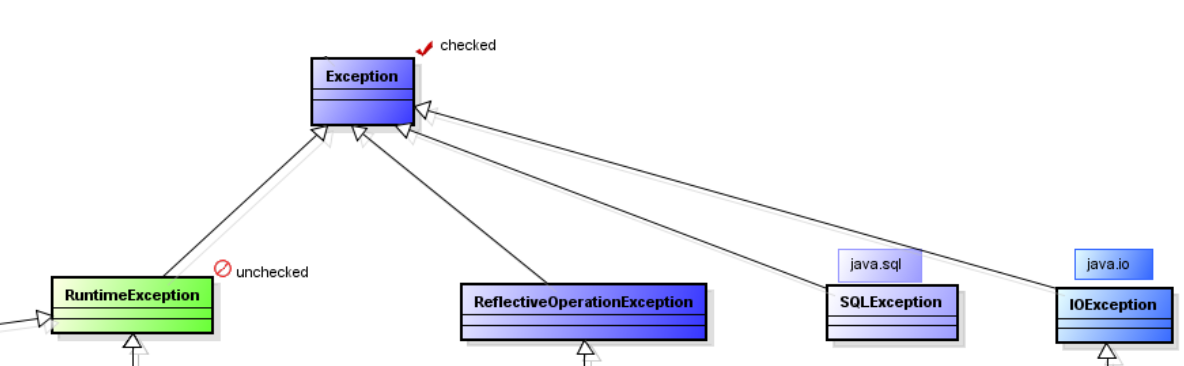 checked
Exception
unchecked
RuntimeException
ReflectiveOperationException
java.sql
SQLException
java.io
IOException